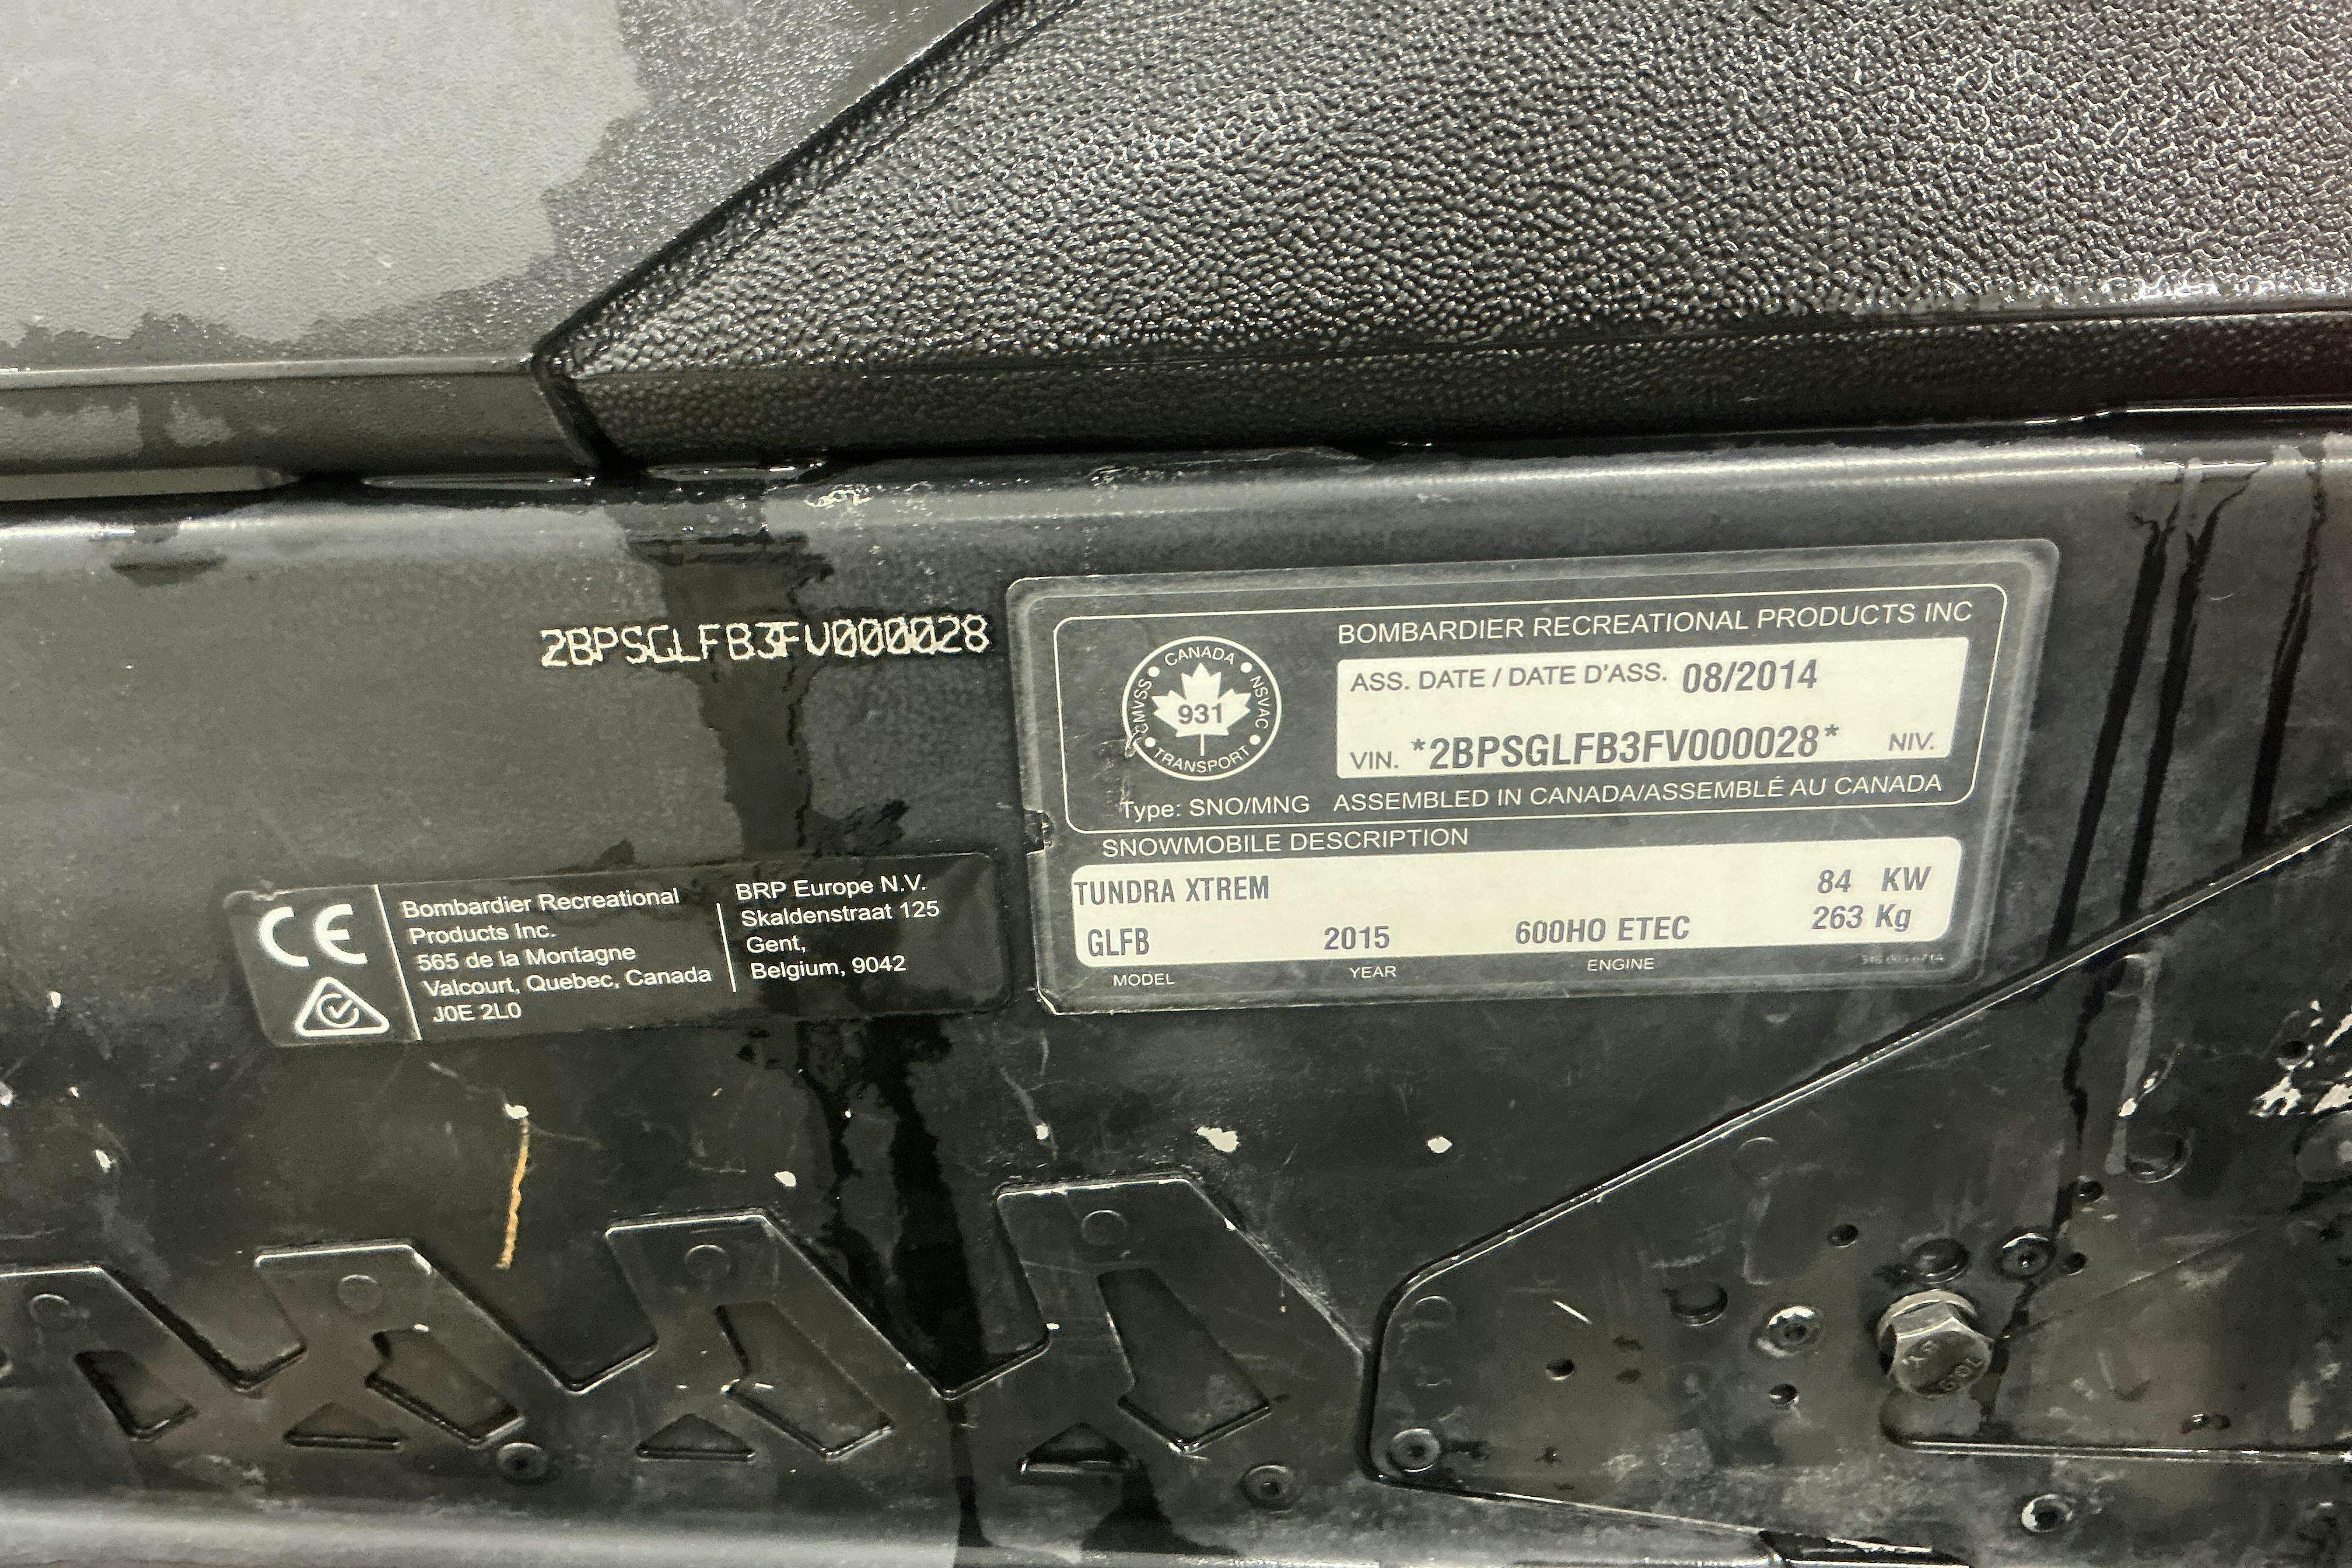 2BPSGLFB3FV000028
BOMBARDIER RECREATIONAL PRODUCTS INC
CANADA
CMVSS
NSVAC
931
TRANSPORT
ASS. DATE / DATE D'ASS. 08/2014
VIN. *2BPSGLFB3FV000028* NIV.
Type: SNO/MNG ASSEMBLED IN CANADA/ASSEMBLÉ AU CANADA
SNOWMOBILE DESCRIPTION
TUNDRA XTREM 84 KW
263 Kg
GLFB 2015 600HO ETEC
MODEL YEAR ENGINE
CE
Bombardier Recreational
Products Inc.
565 de la Montagne
Valcourt, Quebec, Canada
J0E 2L0
BRP Europe N.V.
Skaldenstraat 125
Gent,
Belgium, 9042